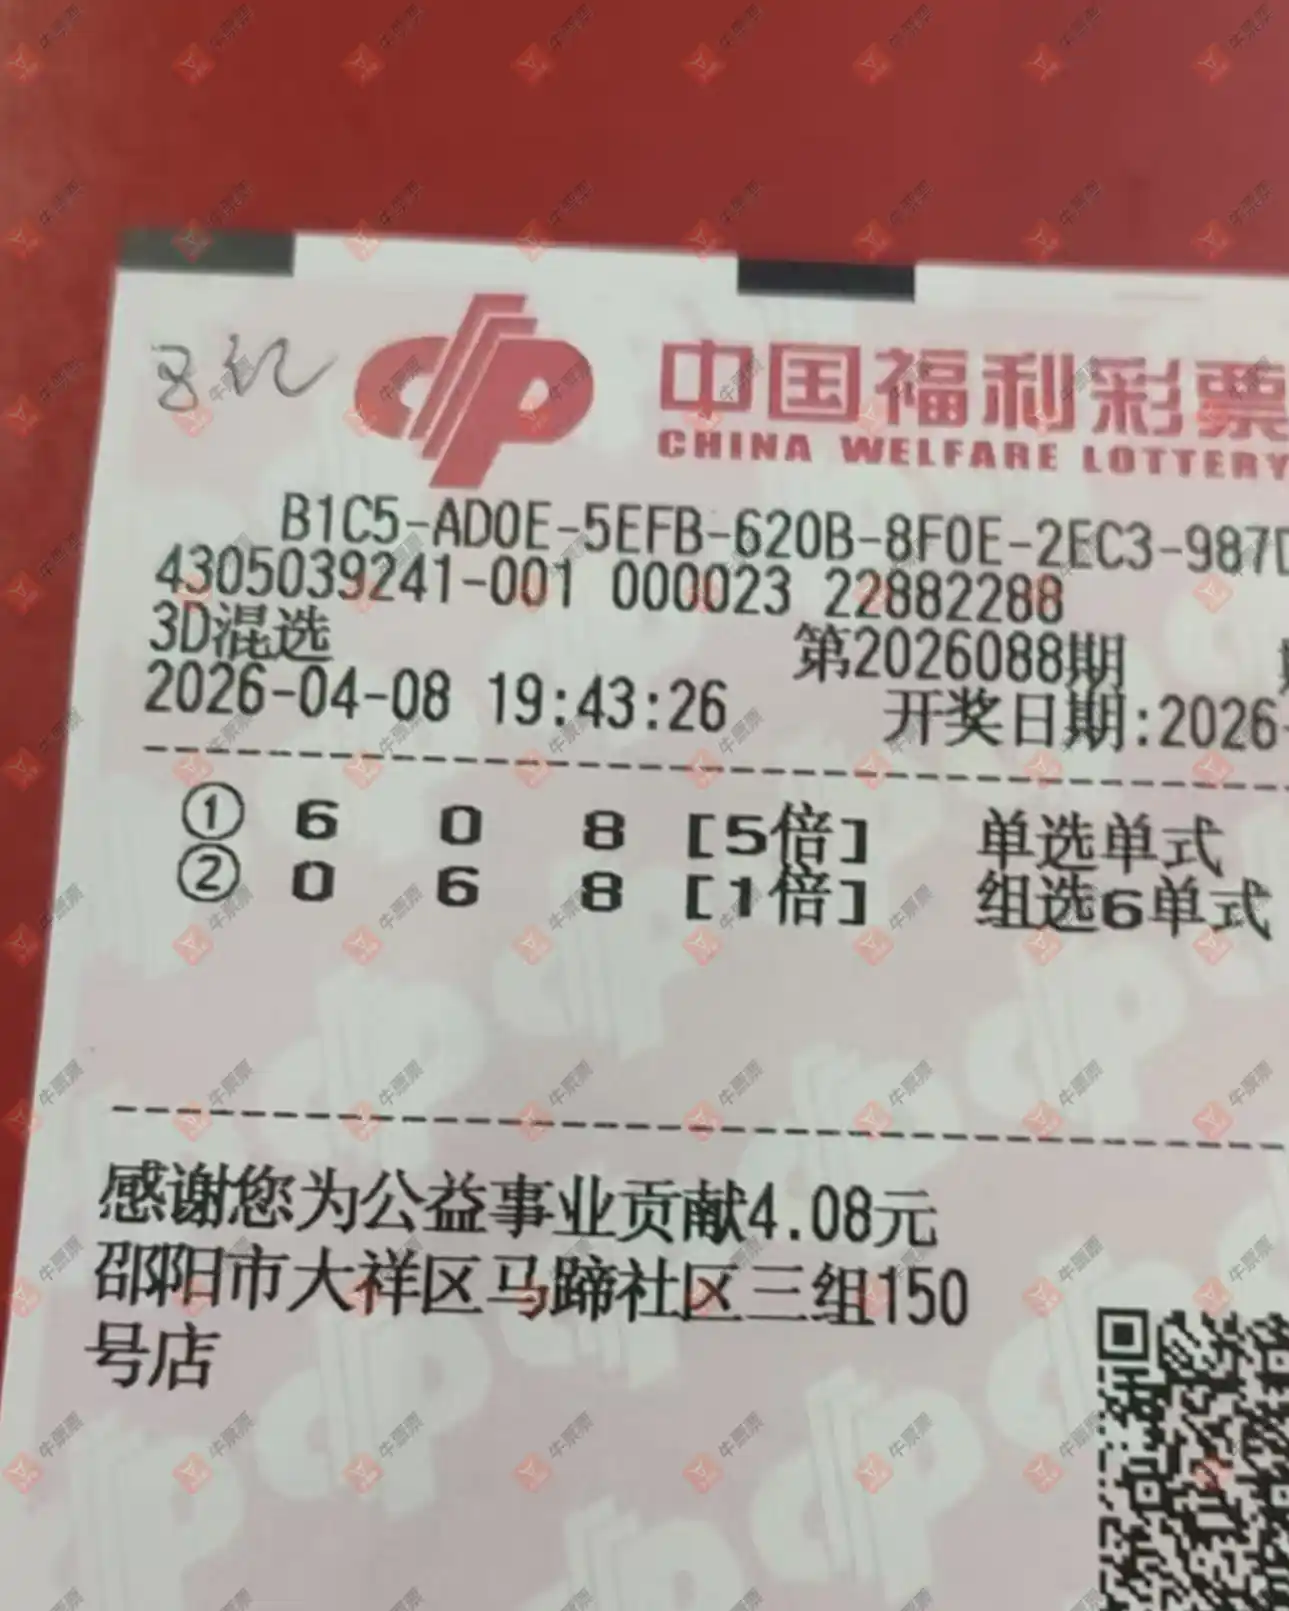 中国福利彩票
CHINA WELFARE LOTTERY
B1C5-AD0E-5EFB-620B-8F0E-2EC3-987D
4305039241-001 000023 22882288
3D混选 第2026088期
2026-04-08 19:43:26 开奖日期:2026-
① 6 0 8 [5倍] 单选单式
② 0 6 8 [1倍] 组选6单式
感谢您为公益事业贡献4.08元
邵阳市大祥区马蹄社区三组150
号店
牛票票